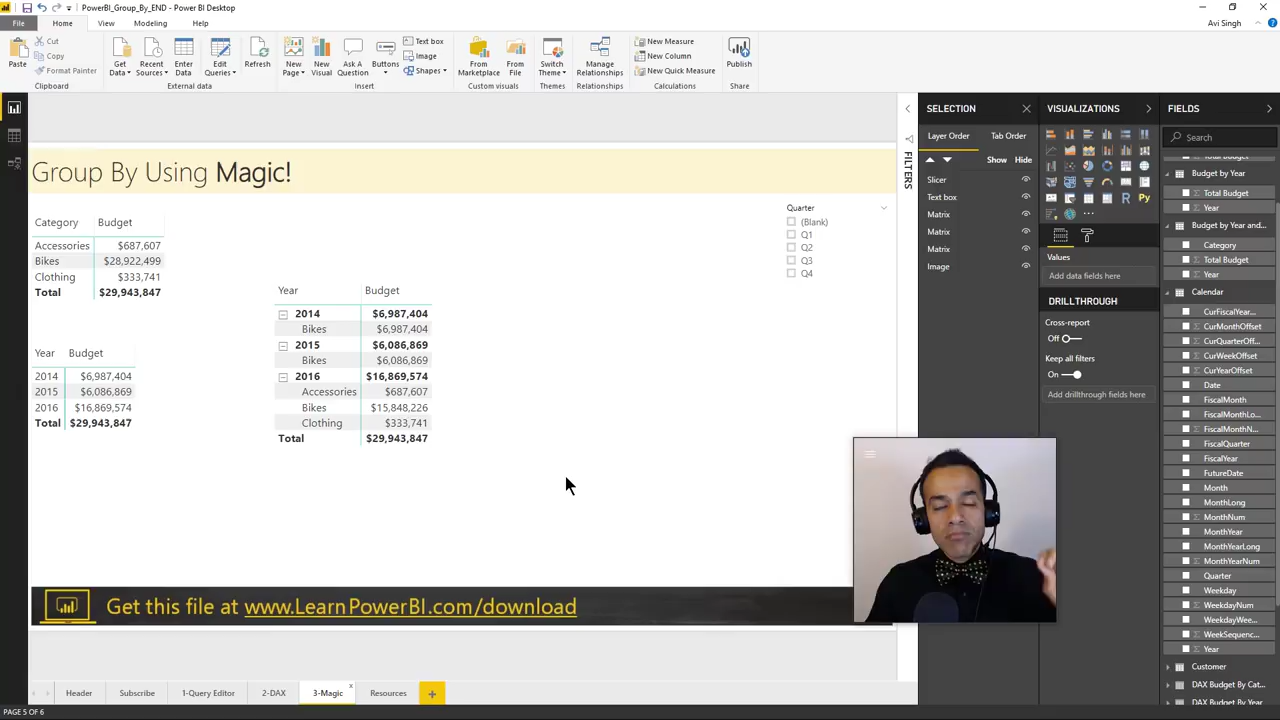 PowerBI_Group_By_END - Power BI Desktop
File
Home
View
Modeling
Help
Avi Singh
Paste
Cut
Copy
Format Painter
Clipboard
Get Data
Recent Sources
Enter Data
Edit Queries
Refresh
External data
New Page
New Visual
Ask A Question
Buttons
Text box
Image
Shapes
Insert
From Marketplace
From File
Custom visuals
Switch Theme
Themes
Manage Relationships
Relationships
New Measure
New Column
New Quick Measure
Calculations
Publish
Share
Group By Using Magic!
Category Budget
Accessories $687,607
Bikes $28,922,499
Clothing $333,741
Total $29,943,847
Year Budget
2014 $6,987,404
2015 $6,086,869
2016 $16,869,574
Total $29,943,847
Year Budget
2014 $6,987,404
Bikes $6,987,404
2015 $6,086,869
Bikes $6,086,869
2016 $16,869,574
Accessories $687,607
Bikes $15,848,226
Clothing $333,741
Total $29,943,847
Quarter
(Blank)
Q1
Q2
Q3
Q4
Get this file at www.LearnPowerBI.com/download
FILTERS
SELECTION
Layer Order Tab Order
Show Hide
Slicer
Text box
Matrix
Matrix
Matrix
Image
VISUALIZATIONS
R Py
Values
Add data fields here
DRILLTHROUGH
Cross-report
Off
Keep all filters
On
Add drillthrough fields here
FIELDS
Search
Total Budget
Budget by Year
Total Budget
Year
Budget by Year and...
Category
Total Budget
Year
Calendar
CurFiscalYear...
CurMonthOffset
CurQuarterOff...
CurWeekOffset
CurYearOffset
Date
FiscalMonth
FiscalMonthLo...
FiscalMonthN...
FiscalQuarter
FiscalYear
FutureDate
Month
MonthLong
MonthNum
MonthYear
MonthYearLong
MonthYearNum
Quarter
Weekday
WeekdayNum
WeekdayWee...
WeekSequenc...
Year
Customer
DAX Budget By Cat...
DAX Budget By Year
Header
Subscribe
1-Query Editor
2-DAX
3-Magic
x
Resources
+
PAGE 5 OF 6